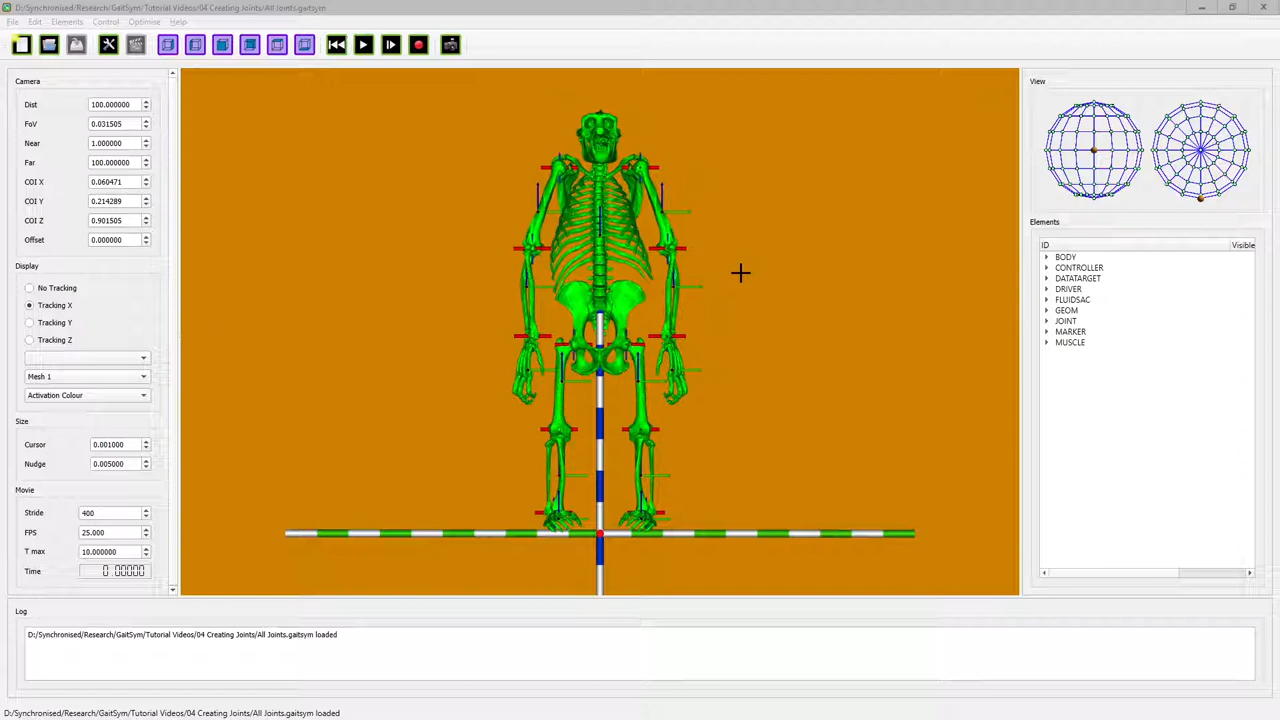 D:/Synchronised/Research/GaitSym/Tutorial Videos/04 Creating Joints/All Joints.gaitsym
File Edit Elements Control Optimise Help
Camera
Dist 100.000000
FoV 0.031505
Near 1.000000
Far 100.000000
COI X 0.060471
COI Y 0.214289
COI Z 0.901505
Offset 0.000000
Display
No Tracking
Tracking X
Tracking Y
Tracking Z
Mesh 1
Activation Colour
Size
Cursor 0.001000
Nudge 0.005000
Movie
Stride 400
FPS 25.000
T max 10.000000
Time 0.00000
View
Elements
ID Visible
BODY
CONTROLLER
DATATARGET
DRIVER
FLUIDSAC
GEOM
JOINT
MARKER
MUSCLE
Log
D:/Synchronised/Research/GaitSym/Tutorial Videos/04 Creating Joints/All Joints.gaitsym loaded
D:/Synchronised/Research/GaitSym/Tutorial Videos/04 Creating Joints/All Joints.gaitsym loaded